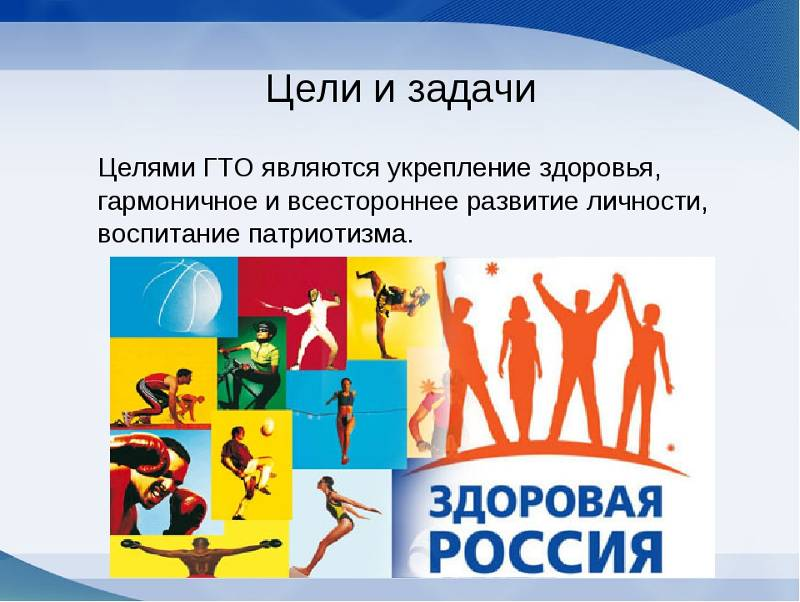 Цели и задачи
Целями ГТО являются укрепление здоровья,
гармоничное и всестороннее развитие личности,
воспитание патриотизма.
ЗДОРОВАЯ
РОССИЯ